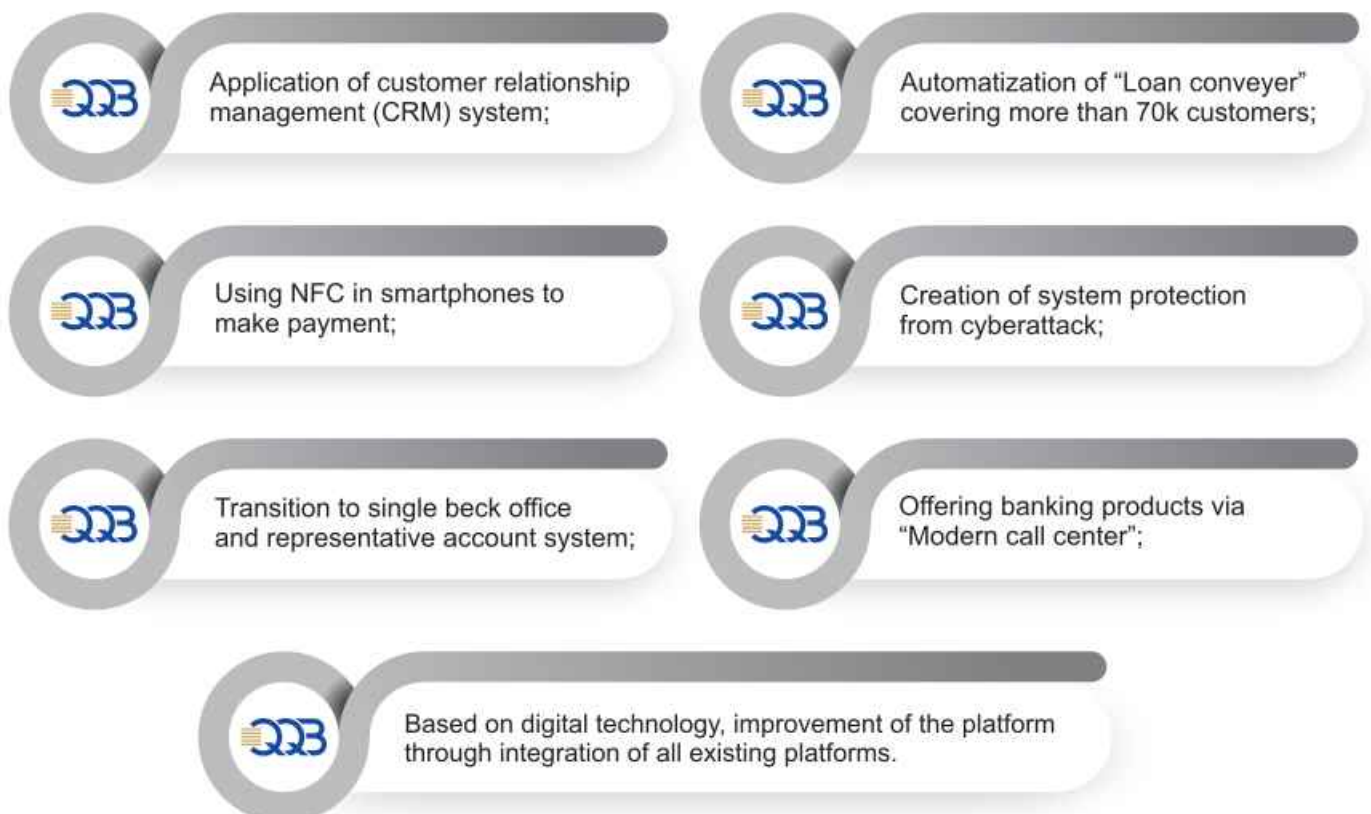 QQB
Application of customer relationship
management (CRM) system;
QQB
Automatization of “Loan conveyer”
covering more than 70k customers;
QQB
Using NFC in smartphones to
make payment;
QQB
Creation of system protection
from cyberattack;
QQB
Transition to single beck office
and representative account system;
QQB
Offering banking products via
“Modern call center”;
QQB
Based on digital technology, improvement of the platform
through integration of all existing platforms.